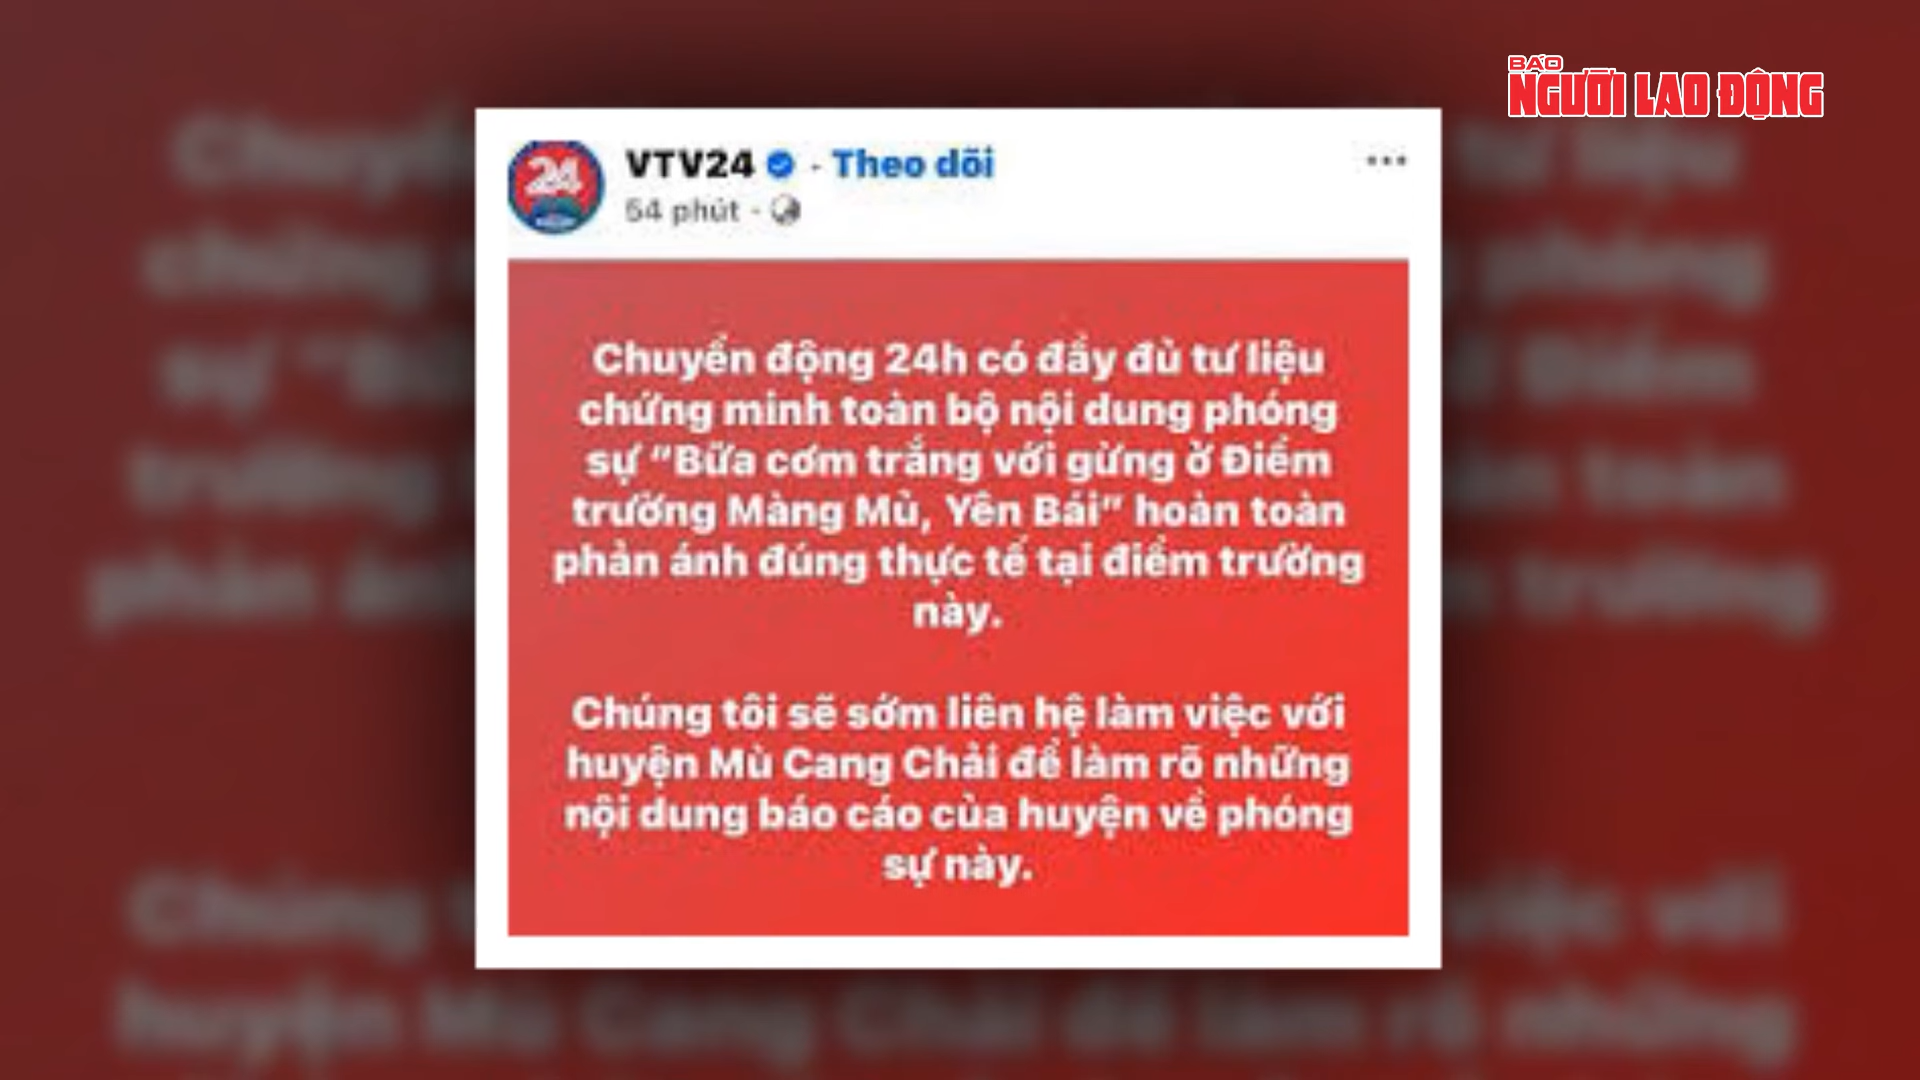 BÁO
NGƯỜI LAO ĐỘNG
24
VTV24 - Theo dõi
54 phút -
Chuyển động 24h có đầy đủ tư liệu
chứng minh toàn bộ nội dung phóng
sự "Bữa cơm trắng với gừng ở Điểm
trường Màng Mủ, Yên Bái" hoàn toàn
phản ánh đúng thực tế tại điểm trường
này.
Chúng tôi sẽ sớm liên hệ làm việc với
huyện Mù Cang Chải để làm rõ những
nội dung báo cáo của huyện về phóng
sự này.